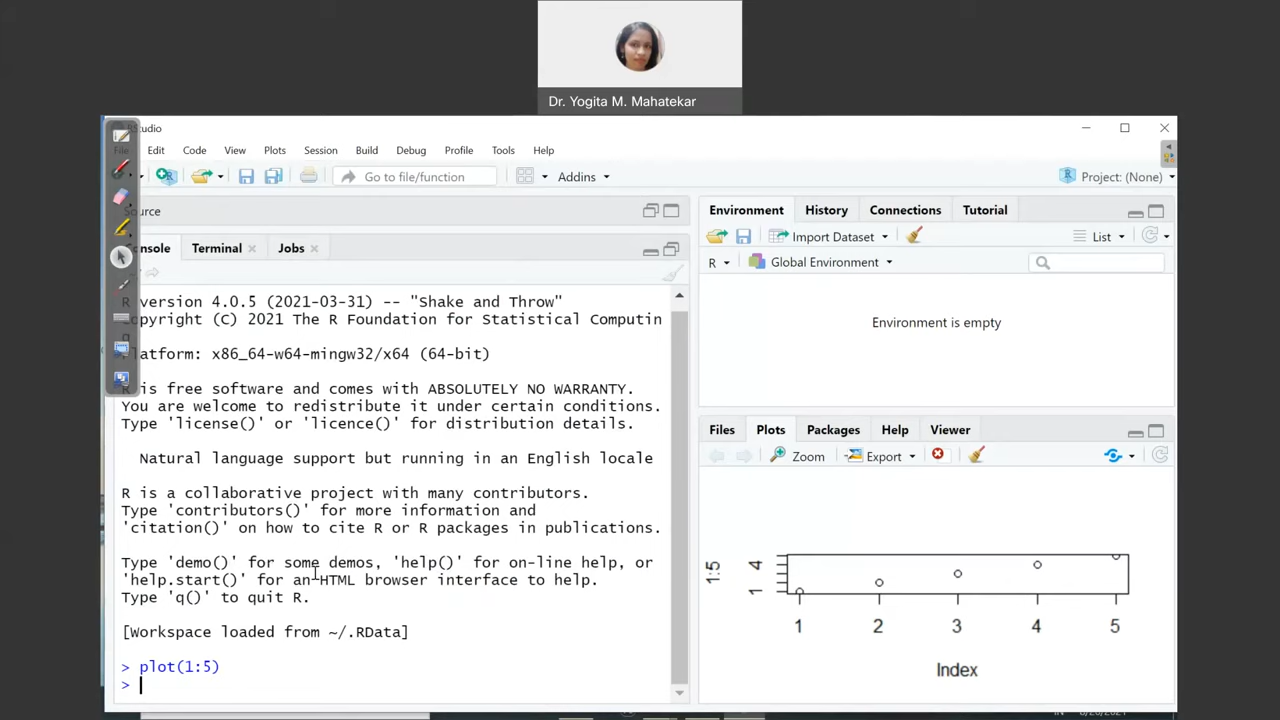 Dr. Yogita M. Mahatekar
RStudio
File Edit Code View Plots Session Build Debug Profile Tools Help
Go to file/function
Addins
Project: (None)
Source
Console Terminal Jobs
R version 4.0.5 (2021-03-31) -- "Shake and Throw"
Copyright (C) 2021 The R Foundation for Statistical Computin
g
Platform: x86_64-w64-mingw32/x64 (64-bit)
R is free software and comes with ABSOLUTELY NO WARRANTY.
You are welcome to redistribute it under certain conditions.
Type 'license()' or 'licence()' for distribution details.
Natural language support but running in an English locale
R is a collaborative project with many contributors.
Type 'contributors()' for more information and
'citation()' on how to cite R or R packages in publications.
Type 'demo()' for some demos, 'help()' for on-line help, or
'help.start()' for an HTML browser interface to help.
Type 'q()' to quit R.
[Workspace loaded from ~/.RData]
> plot(1:5)
>
Environment History Connections Tutorial
Import Dataset
List
R Global Environment
Environment is empty
Files Plots Packages Help Viewer
Zoom Export
1:5
4
1
1 2 3 4 5
Index